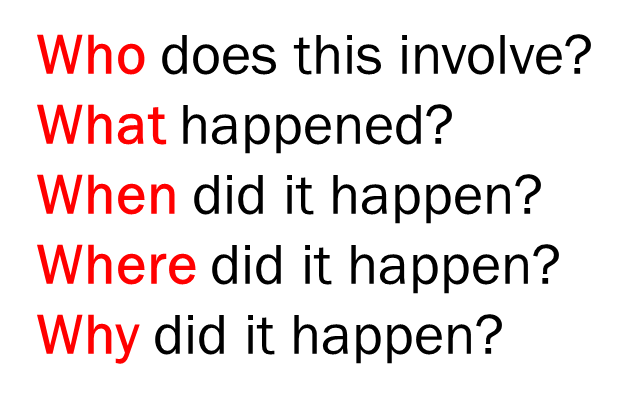 Who does this involve?
What happened?
When did it happen?
Where did it happen?
Why did it happen?